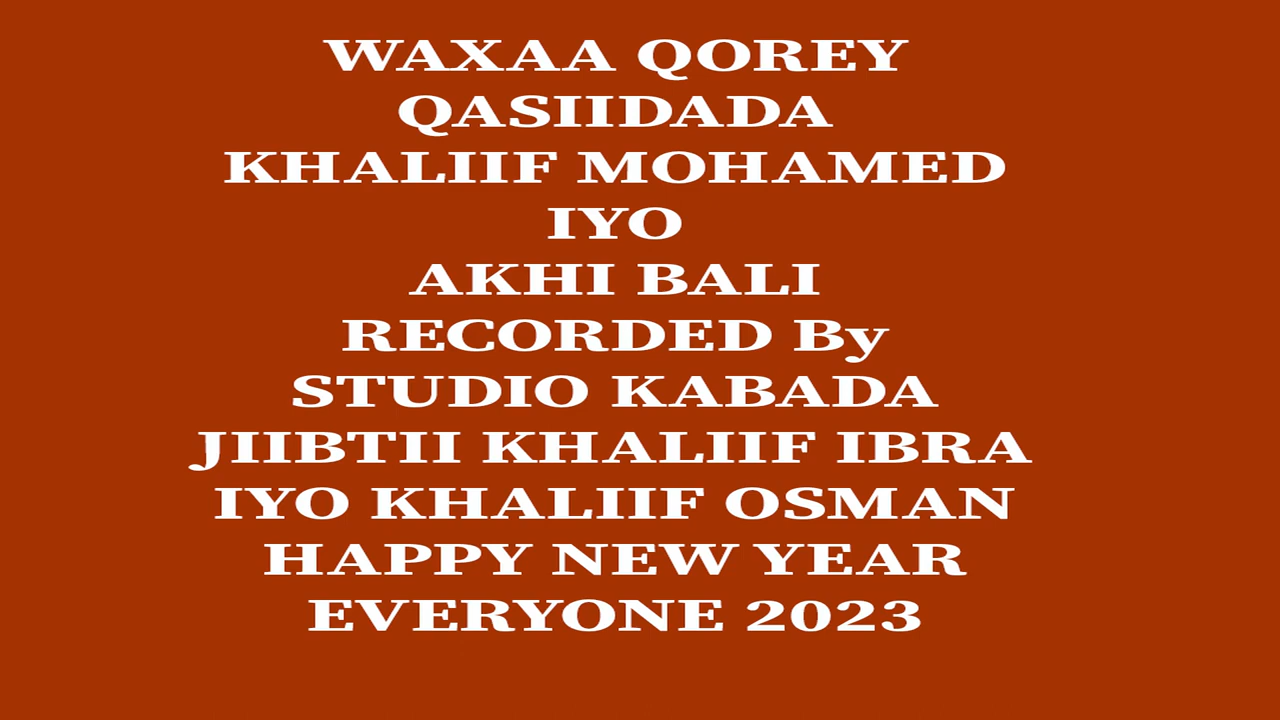 WAXAA QOREY
QASIIDADA
KHALIIF MOHAMED
IYO
AKHI BALI
RECORDED By
STUDIO KABADA
JIIBTII KHALIIF IBRA
IYO KHALIIF OSMAN
HAPPY NEW YEAR
EVERYONE 2023